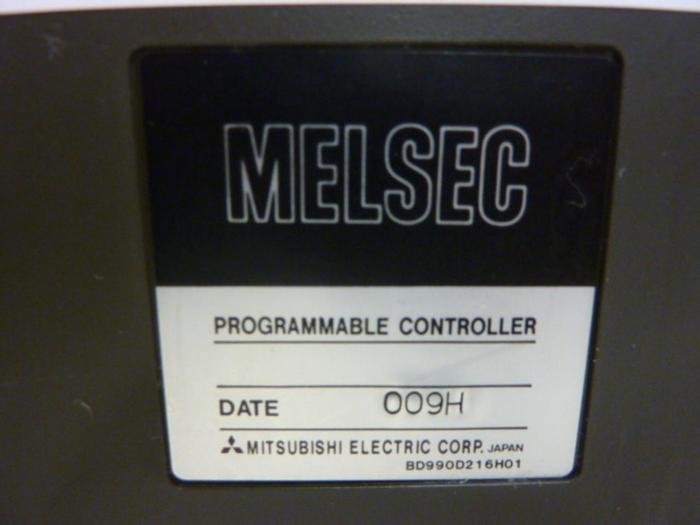 MELSEC
PROGRAMMABLE CONTROLLER
DATE 009H
MITSUBISHI ELECTRIC CORP. JAPAN
BD990D216H01